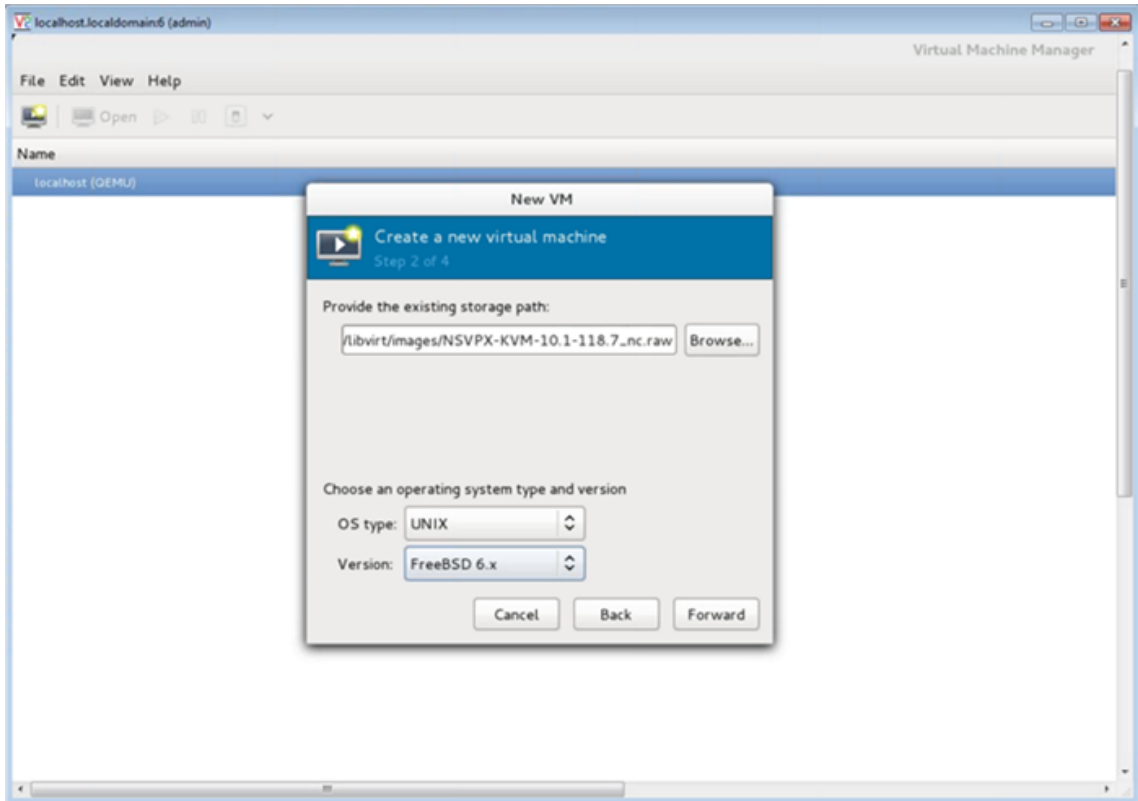 localhost.localdomain:6 (admin)
Virtual Machine Manager
File Edit View Help
Open
Name
localhost (QEMU)
New VM
Create a new virtual machine
Step 2 of 4
Provide the existing storage path:
/libvirt/images/NSVPX-KVM-10.1-118.7_nc.raw Browse...
Choose an operating system type and version
OS type: UNIX
Version: FreeBSD 6.x
Cancel Back Forward